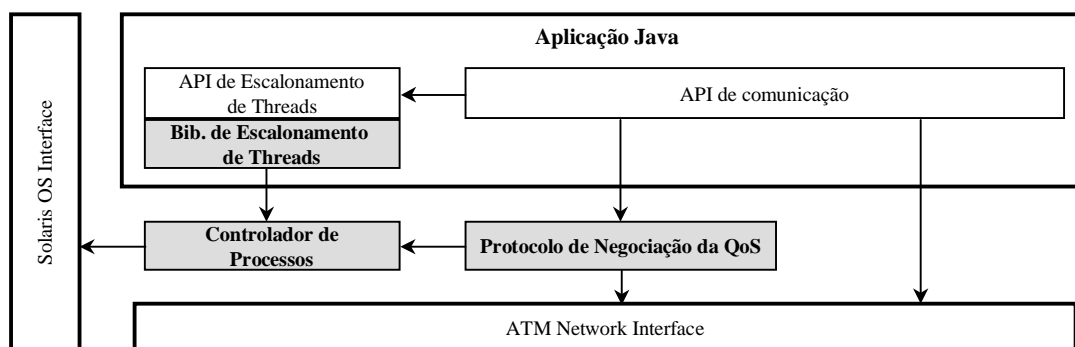 Aplicação Java
API de Escalonamento
de Threads
API de comunicação
Bib. de Escalonamento
de Threads
Solaris OS Interface
Controlador de
Processos
Protocolo de Negociação da QoS
ATM Network Interface